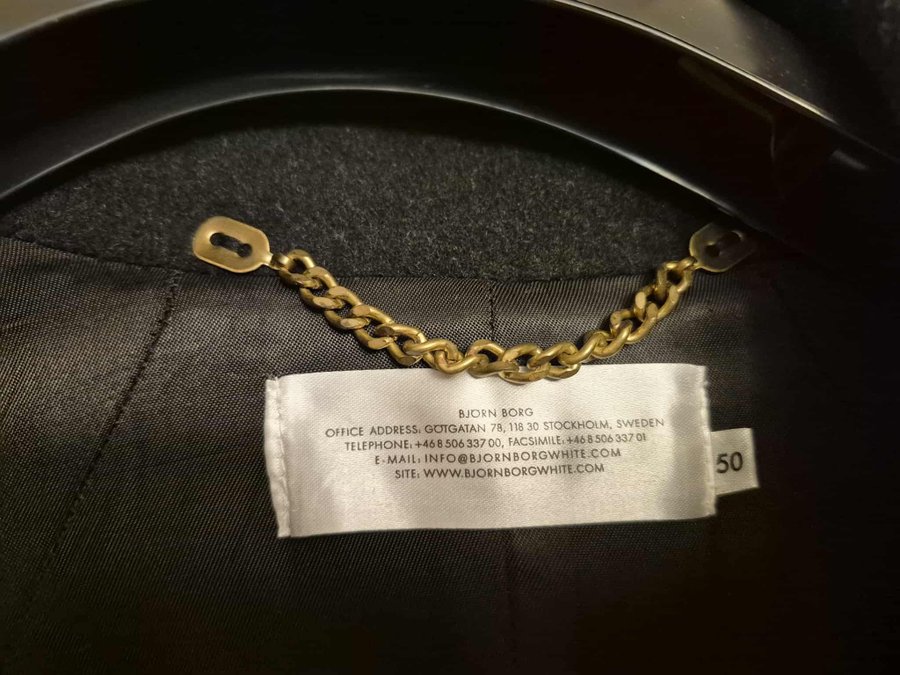 BJÖRN BORG
OFFICE ADDRESS: GÖTGATAN 78, 118 30 STOCKHOLM, SWEDEN
TELEPHONE: +46 8 506 337 00, FACSIMILE: +46 8 506 337 01
E-MAIL: INFO@BJORNBORGWHITE.COM
SITE: WWW.BJORNBORGWHITE.COM
50